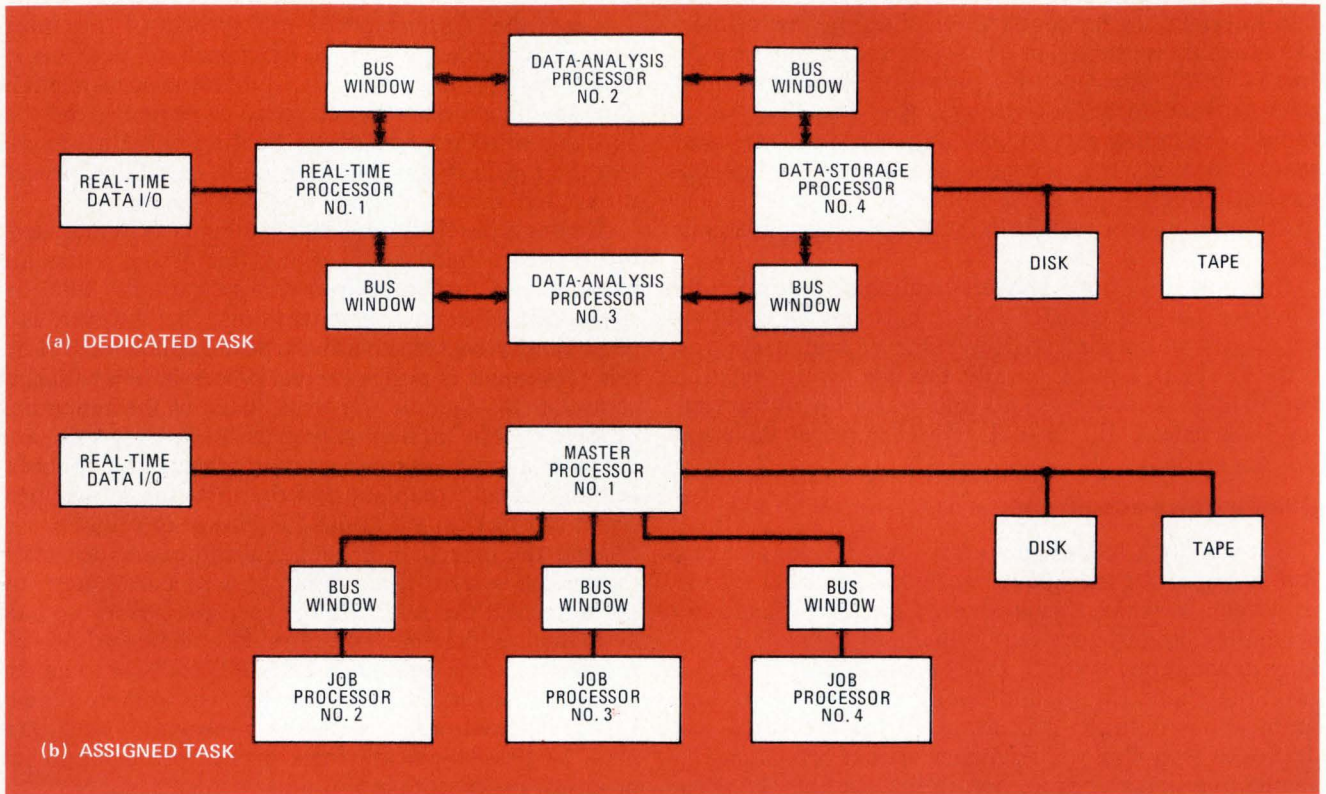 BUS
WINDOW
DATA-ANALYSIS
PROCESSOR
NO. 2
BUS
WINDOW
REAL-TIME
DATA I/O
REAL-TIME
PROCESSOR
NO. 1
DATA-STORAGE
PROCESSOR
NO. 4
BUS
WINDOW
DATA-ANALYSIS
PROCESSOR
NO. 3
BUS
WINDOW
DISK
TAPE
(a) DEDICATED TASK
REAL-TIME
DATA I/O
MASTER
PROCESSOR
NO. 1
DISK
TAPE
BUS
WINDOW
BUS
WINDOW
BUS
WINDOW
JOB
PROCESSOR
NO. 2
JOB
PROCESSOR
NO. 3
JOB
PROCESSOR
NO. 4
(b) ASSIGNED TASK